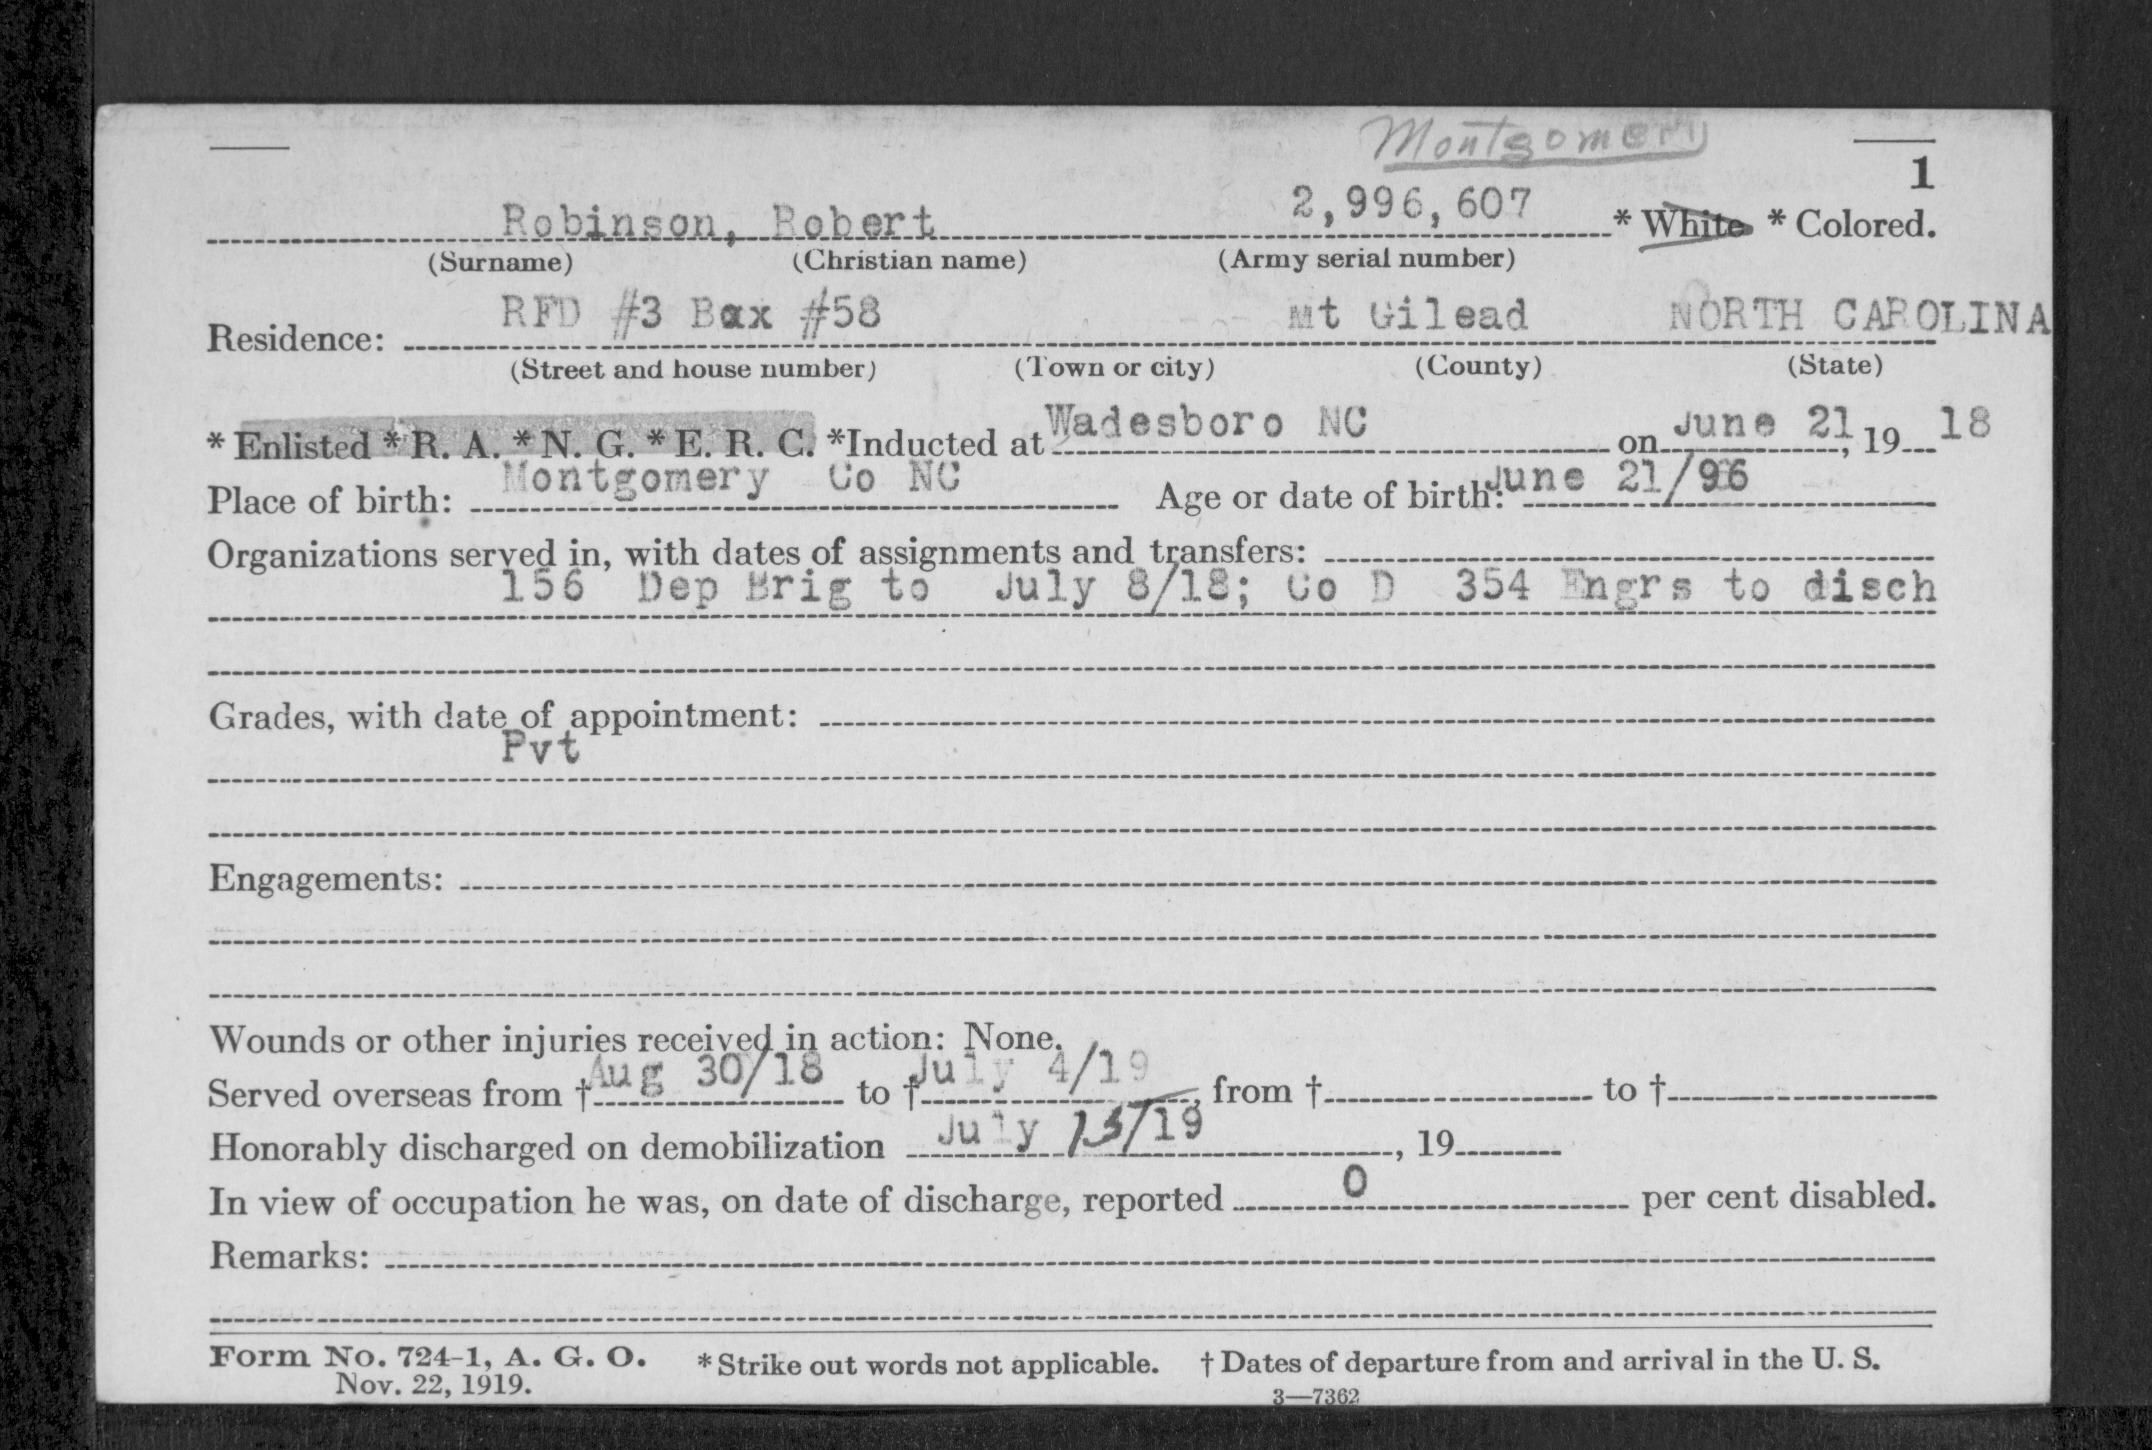 Montgomery
1
Robinson, Robert 2,996,607 * White * Colored.
(Surname) (Christian name) (Army serial number)
RFD #3 Box #58 Mt Gilead NORTH CAROLINA
Residence:
(Street and house number) (Town or city) (County) (State)
* Enlisted * R. A. * N. G. * E. R. C. *Inducted at Wadesboro NC on June 21, 19 18
Place of birth: Montgomery Co NC Age or date of birth: June 21/96
Organizations served in, with dates of assignments and transfers:
156 Dep Brig to July 8/18; Co D 354 Engrs to disch
Grades, with date of appointment:
Pvt
Engagements:
Wounds or other injuries received in action: None.
Served overseas from † Aug 30/18 to † July 4/19, from † to †
Honorably discharged on demobilization July 13/19, 19
In view of occupation he was, on date of discharge, reported 0 per cent disabled.
Remarks:
Form No. 724-1, A. G. O. * Strike out words not applicable. † Dates of departure from and arrival in the U. S.
Nov. 22, 1919. 3—7362